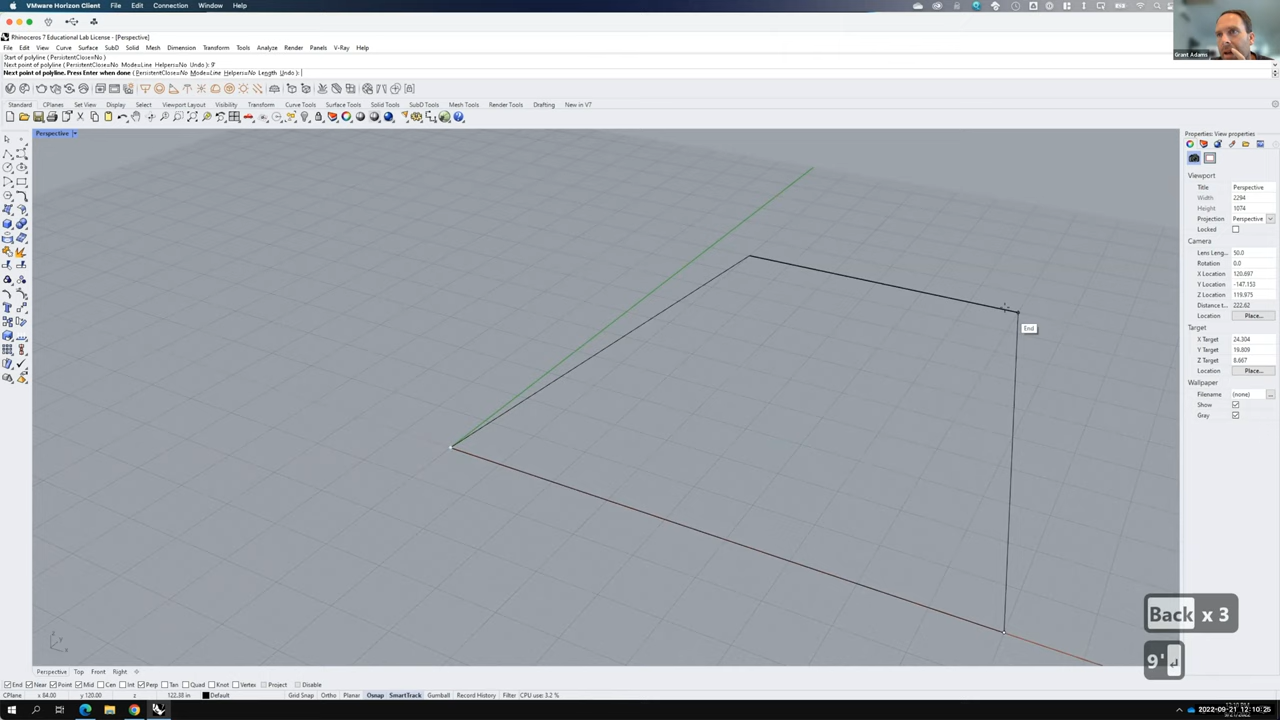 VMware Horizon Client File Edit Connection Window Help
Rhinoceros 7 Educational Lab License - [Perspective]
File Edit View Curve Surface SubD Solid Mesh Dimension Transform Tools Analyze Render Panels V-Ray Help
Start of polyline ( PersistentClose=No )
Next point of polyline ( PersistentClose=No Mode=Line Helpers=No Undo ): 9'
Next point of polyline. Press Enter when done ( PersistentClose=No Mode=Line Helpers=No Length Undo ):
Grant Adams
Standard CPlanes Set View Display Select Viewport Layout Visibility Transform Curve Tools Surface Tools Solid Tools SubD Tools Mesh Tools Render Tools Drafting New in V7
Perspective
Properties: View properties
Viewport
Title Perspective
Width 2294
Height 1074
Projection Perspective
Locked
Camera
Lens Leng... 50.0
Rotation 0.0
X Location 120.697
Y Location -147.153
Z Location 119.975
Distance t... 222.62
Location Place...
Target
X Target 24.304
Y Target 19.809
Z Target 8.667
Location Place...
Wallpaper
Filename (none) ...
Show
Gray
End
Back x 3
9'
Perspective Top Front Right
End Near Point Mid Cen Int Perp Tan Quad Knot Vertex Project Disable
CPlane x 84.00 y 120.00 z 122.38 in Default Grid Snap Ortho Planar Osnap SmartTrack Gumball Record History Filter CPU use: 3.2 %
2022-09-21 12:10:25